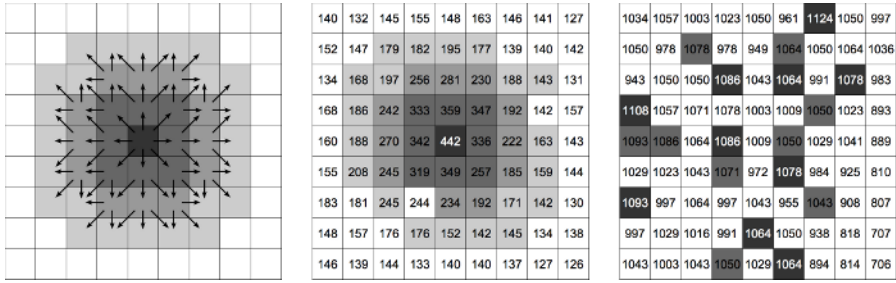 140 132 145 155 148 163 146 141 127
152 147 179 182 195 177 139 140 142
134 168 197 256 281 230 188 143 131
168 186 242 333 359 347 192 142 157
160 188 270 342 442 336 222 163 143
155 208 245 319 349 257 185 159 144
183 181 245 244 234 192 171 142 130
148 157 176 176 152 142 145 134 138
146 139 144 133 140 140 137 127 126
1034 1057 1003 1023 1050 961 1124 1050 997
1050 978 1078 978 949 1064 1050 1064 1036
943 1050 1050 1086 1043 1064 991 1078 983
1108 1057 1071 1078 1003 1009 1050 1023 893
1093 1086 1064 1086 1009 1050 1029 1041 889
1029 1023 1043 1071 972 1078 984 925 810
1093 997 1064 997 1043 955 1043 908 807
997 1029 1016 991 1064 1050 938 818 707
1043 1003 1043 1050 1029 1064 894 814 706